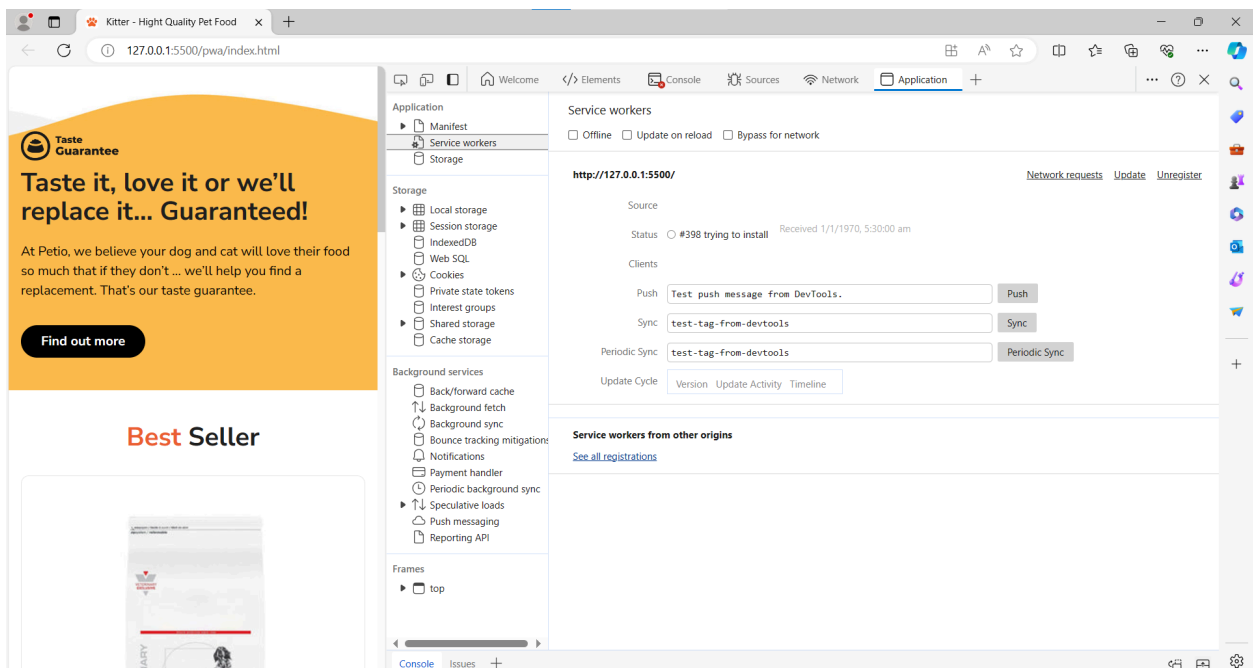 Kitter - Hight Quality Pet Food
127.0.0.1:5500/pwa/index.html
Taste
Guarantee
Taste it, love it or we’ll
replace it... Guaranteed!
At Petio, we believe your dog and cat will love their food
so much that if they don’t ... we’ll help you find a
replacement. That’s our taste guarantee.
Find out more
Best Seller
Welcome
Elements
Console
Sources
Network
Application
Application
Manifest
Service workers
Storage
Storage
Local storage
Session storage
IndexedDB
Web SQL
Cookies
Private state tokens
Interest groups
Shared storage
Cache storage
Background services
Back/forward cache
Background fetch
Background sync
Bounce tracking mitigations
Notifications
Payment handler
Periodic background sync
Speculative loads
Push messaging
Reporting API
Frames
top
Service workers
Offline Update on reload Bypass for network
http://127.0.0.1:5500/ Network requests Update Unregister
Source
Status #398 trying to install Received 1/1/1970, 5:30:00 am
Clients
Push Test push message from DevTools. Push
Sync test-tag-from-devtools Sync
Periodic Sync test-tag-from-devtools Periodic Sync
Update Cycle Version Update Activity Timeline
Service workers from other origins
See all registrations
Console Issues